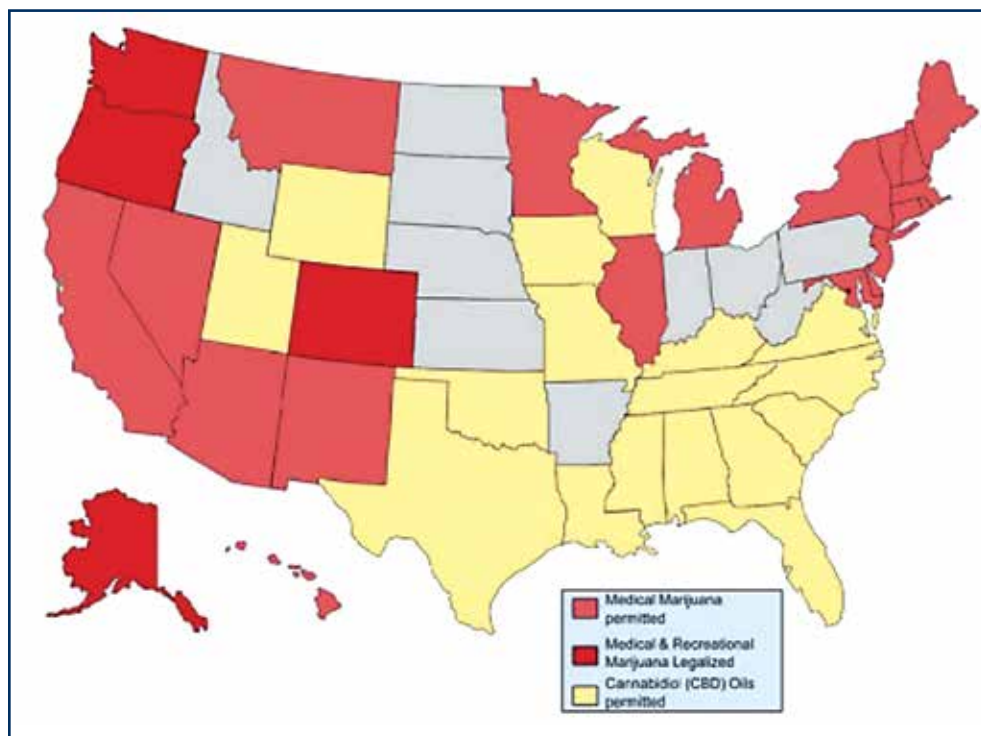 Medical Marijuana
permitted
Medical & Recreational
Marijuana Legalized
Cannabidiol (CBD) Oils
permitted